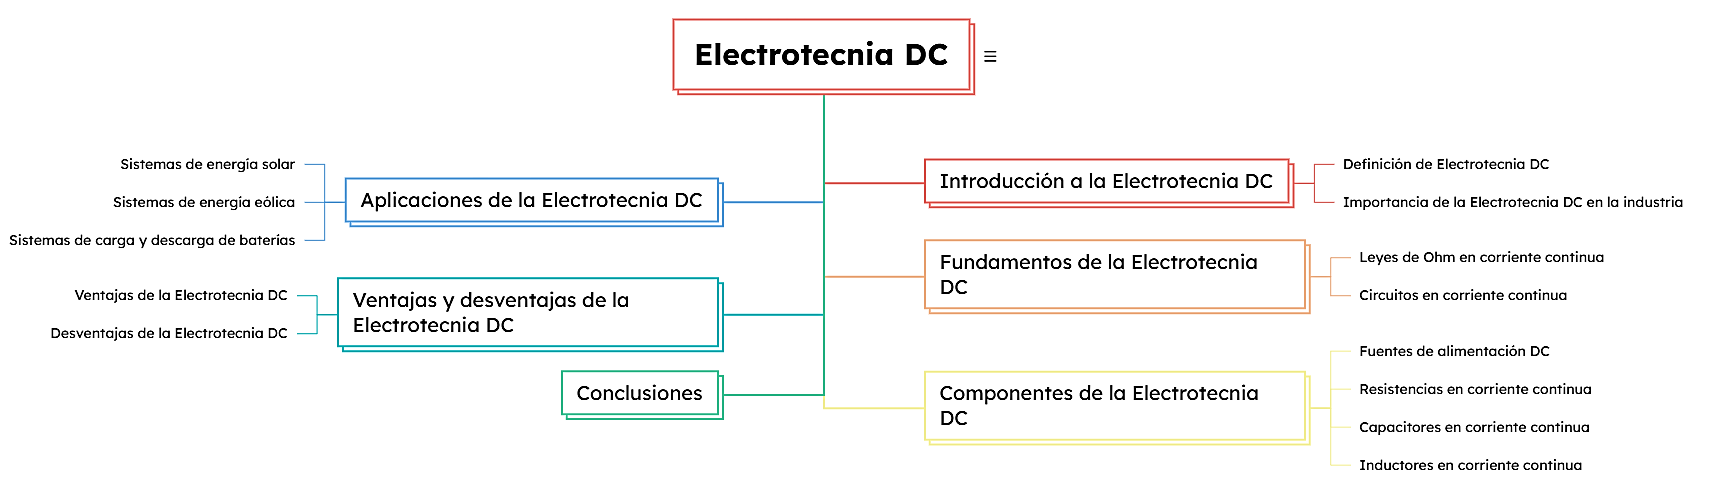 Electrotecnia DC
Introducción a la Electrotecnia DC
Definición de Electrotecnia DC
Importancia de la Electrotecnia DC en la industria
Fundamentos de la Electrotecnia
DC
Leyes de Ohm en corriente continua
Circuitos en corriente continua
Componentes de la Electrotecnia
DC
Fuentes de alimentación DC
Resistencias en corriente continua
Capacitores en corriente continua
Inductores en corriente continua
Aplicaciones de la Electrotecnia DC
Sistemas de energía solar
Sistemas de energía eólica
Sistemas de carga y descarga de baterías
Ventajas y desventajas de la
Electrotecnia DC
Ventajas de la Electrotecnia DC
Desventajas de la Electrotecnia DC
Conclusiones